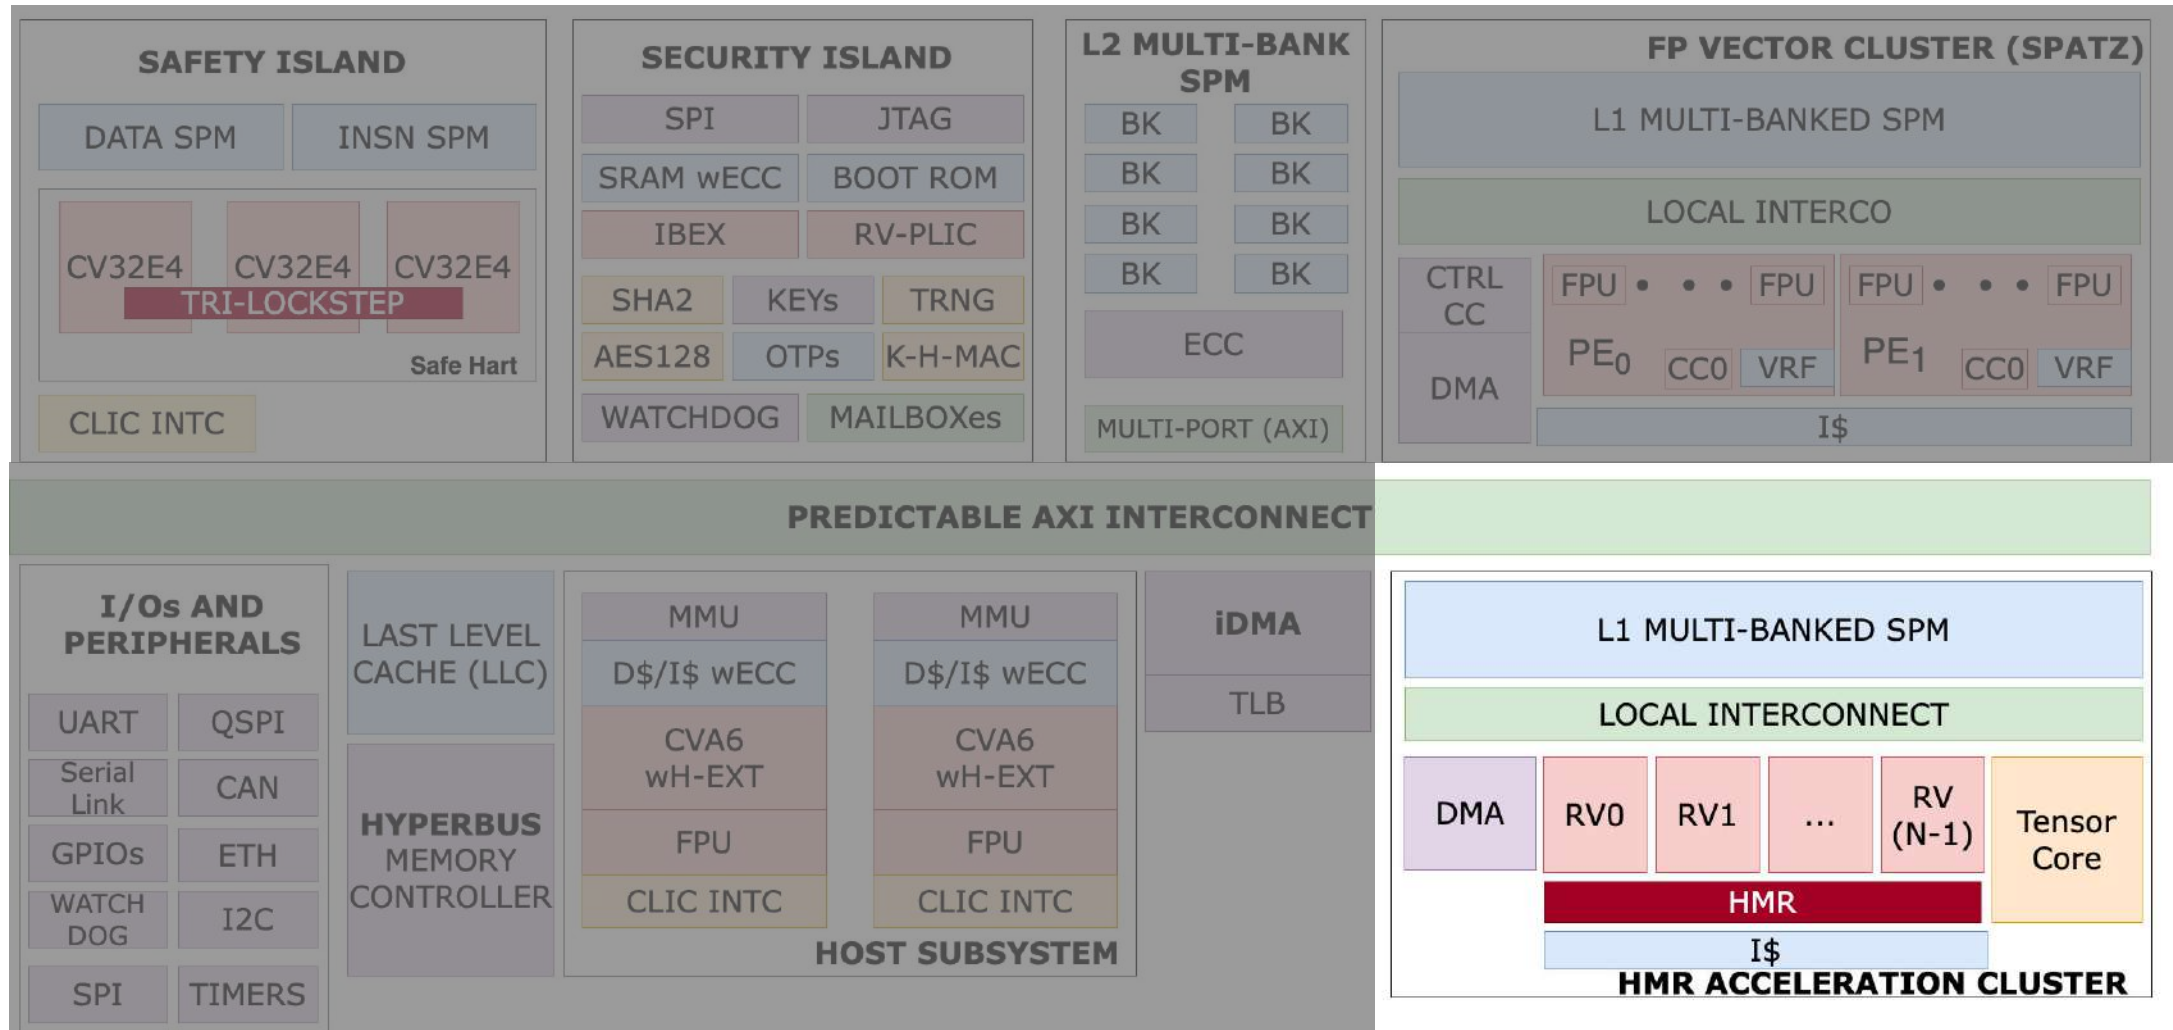 SAFETY ISLAND
DATA SPM
INSN SPM
CV32E4
CV32E4
CV32E4
TRI-LOCKSTEP
Safe Hart
CLIC INTC
SECURITY ISLAND
SPI
JTAG
SRAM wECC
BOOT ROM
IBEX
RV-PLIC
SHA2
KEYs
TRNG
AES128
OTPs
K-H-MAC
WATCHDOG
MAILBOXes
L2 MULTI-BANK
SPM
BK
BK
BK
BK
BK
BK
BK
BK
ECC
MULTI-PORT (AXI)
FP VECTOR CLUSTER (SPATZ)
L1 MULTI-BANKED SPM
LOCAL INTERCO
CTRL
CC
DMA
FPU • • • FPU
PE0
CC0
VRF
FPU • • • FPU
PE1
CC0
VRF
I$
PREDICTABLE AXI INTERCONNECT
I/Os AND
PERIPHERALS
UART
QSPI
Serial
Link
CAN
GPIOs
ETH
WATCH
DOG
I2C
SPI
TIMERS
LAST LEVEL
CACHE (LLC)
HYPERBUS
MEMORY
CONTROLLER
MMU
D$/I$ wECC
CVA6
wH-EXT
FPU
CLIC INTC
MMU
D$/I$ wECC
CVA6
wH-EXT
FPU
CLIC INTC
HOST SUBSYSTEM
iDMA
TLB
L1 MULTI-BANKED SPM
LOCAL INTERCONNECT
DMA
RV0
RV1
...
RV
(N-1)
Tensor
Core
HMR
I$
HMR ACCELERATION CLUSTER